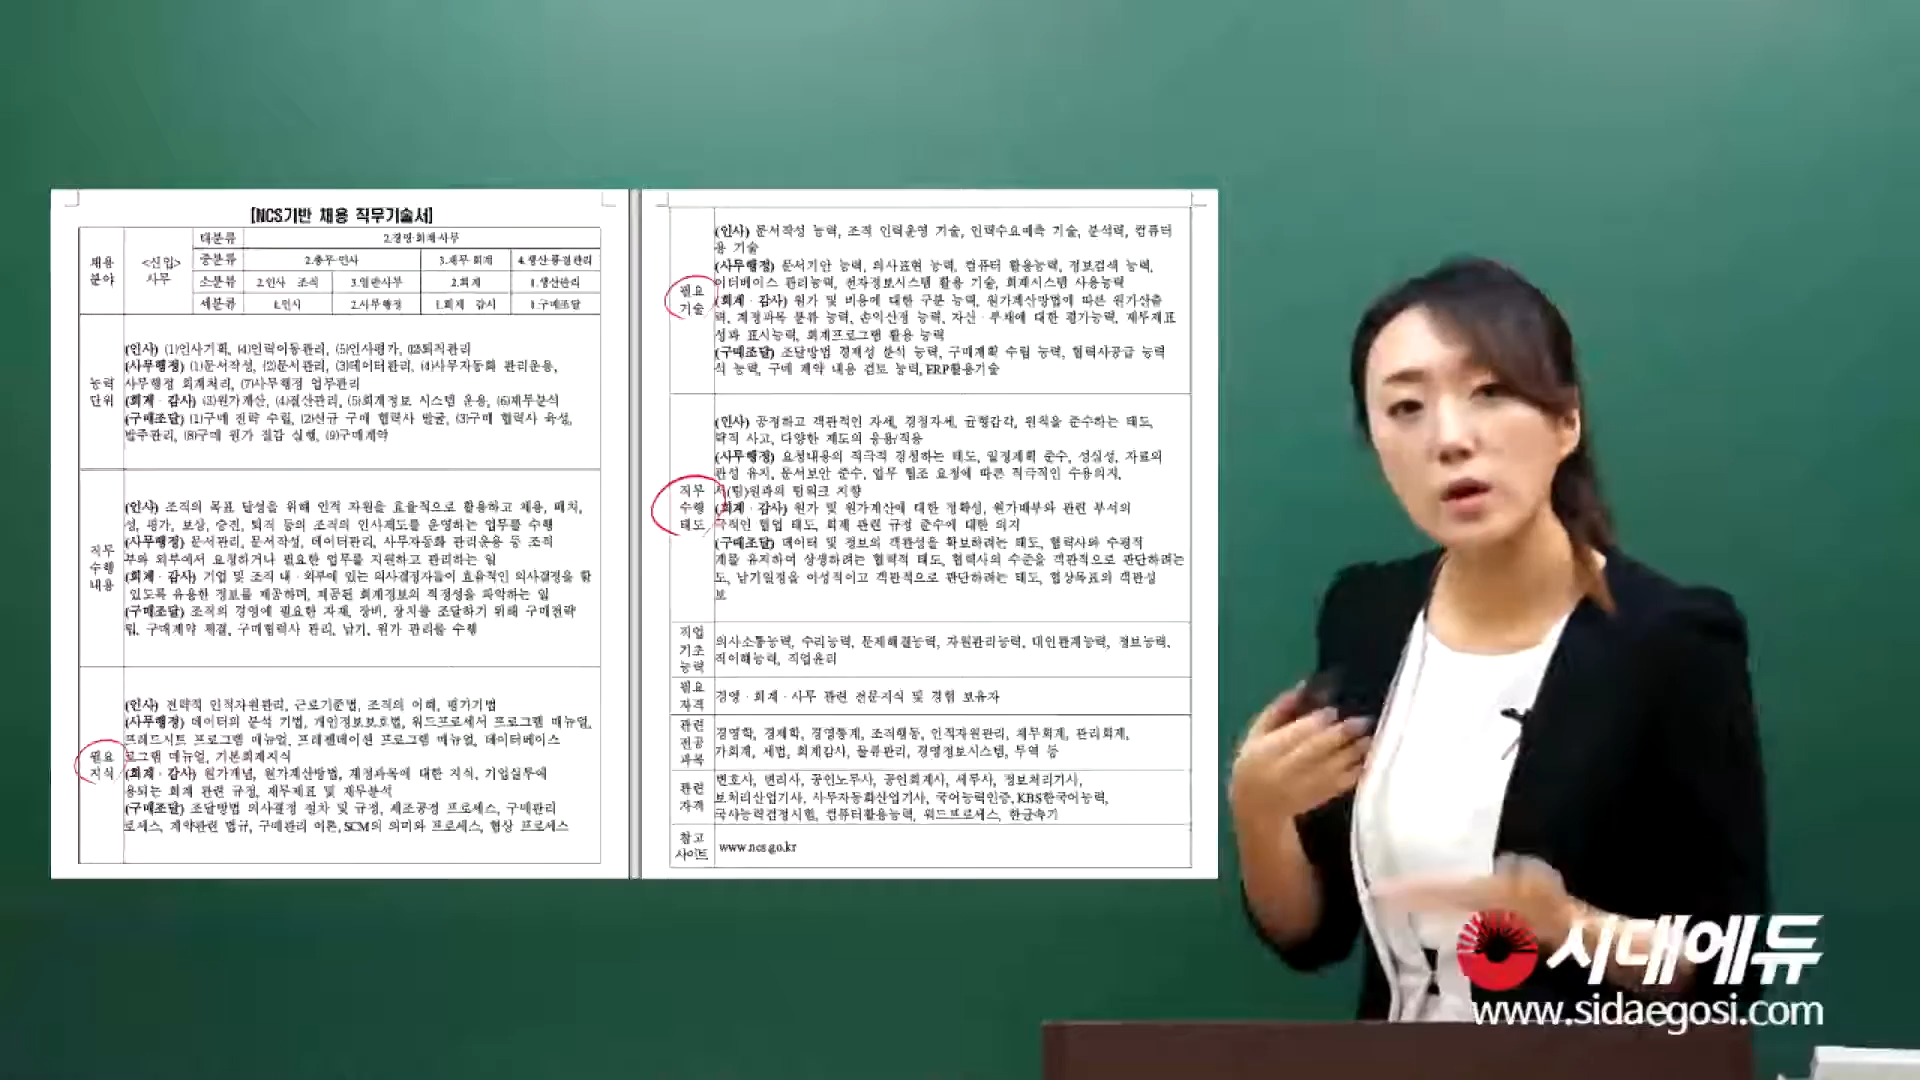 [NCS기반 채용 직무기술서]
채용 분야
<신입> 사무
대분류
2.경영·회계·사무
중분류
2.총무·인사
3.재무·회계
4.생산·품질관리
소분류
2.인사 조직
3.일반사무
2.회계
1.생산관리
세분류
1.인사
2.사무행정
1.회계 감사
1.구매조달
능력 단위
(인사) (1)인사기획, (4)인력이동관리, (5)인사평가, (12)퇴직관리
(사무행정) (1)문서작성, (2)문서관리, (3)데이터관리, (4)사무자동화 관리운용,
사무행정 회계처리, (7)사무행정 업무관리
(회계·감사) (3)원가계산, (4)결산관리, (5)회계정보 시스템 운용, (6)재무분석
(구매조달) (1)구매 전략 수립, (2)신규 구매 협력사 발굴, (3)구매 협력사 육성,
발주관리, (8)구매 원가 절감 실행, (9)구매계약
직무 수행 내용
(인사) 조직의 목표 달성을 위해 인적 자원을 효율적으로 활용하고 채용, 배치,
성, 평가, 보상, 승진, 퇴직 등의 조직의 인사제도를 운영하는 업무를 수행
(사무행정) 문서관리, 문서작성, 데이터관리, 사무자동화 관리운용 등 조직
부와 외부에서 요청하거나 필요한 업무를 지원하고 관리하는 일
(회계·감사) 기업 및 조직 내·외부에 있는 의사결정자들이 효율적인 의사결정을 할
있도록 유용한 정보를 제공하며, 제공된 회계정보의 적정성을 파악하는 일
(구매조달) 조직의 경영에 필요한 자재, 장비, 장치를 조달하기 위해 구매전략
립, 구매계약 체결, 구매협력사 관리, 납기, 원가 관리를 수행
필요 지식
(인사) 전략적 인적자원관리, 근로기준법, 조직의 이해, 평가기법
(사무행정) 데이터의 분석 기법, 개인정보보호법, 워드프로세서 프로그램 매뉴얼,
프레드시트 프로그램 매뉴얼, 프레젠테이션 프로그램 매뉴얼, 데이터베이스
로그램 매뉴얼, 기본회계지식
(회계·감사) 원가개념, 원가계산방법, 계정과목에 대한 지식, 기업실무에
용되는 회계 관련 규정, 재무제표 및 재무분석
(구매조달) 조달방법 의사결정 절차 및 규정, 제조공정 프로세스, 구매관리
로세스, 계약관련 법규, 구매관리 이론, SCM의 의미와 프로세스, 협상 프로세스
필요 기술
(인사) 문서작성 능력, 조직 인력운영 기술, 인력수요예측 기술, 분석력, 컴퓨터
용 기술
(사무행정) 문서기안 능력, 의사표현 능력, 컴퓨터 활용능력, 정보검색 능력,
이터베이스 관리능력, 전자정보시스템 활용 기술, 회계시스템 사용능력
(회계·감사) 원가 및 비용에 대한 구분 능력, 원가계산방법에 따른 원가산출
력, 계정과목 분류 능력, 손익산정 능력, 자산·부채에 대한 평가능력, 재무제표
성과 표시능력, 회계프로그램 활용 능력
(구매조달) 조달방법 경제성 분석 능력, 구매계획 수립 능력, 협력사공급 능력
석 능력, 구매 계약 내용 검토 능력, ERP활용기술
직무 수행 태도
(인사) 공정하고 객관적인 자세, 경청자세, 균형감각, 원칙을 준수하는 태도,
략적 사고, 다양한 제도의 응용/적용
(사무행정) 요청내용의 적극적 경청하는 태도, 일정계획 준수, 성실성, 자료의
관성 유지, 문서보안 준수, 업무 협조 요청에 따른 적극적인 수용의지,
서(팀)원과의 팀워크 지향
(회계·감사) 원가 및 원가계산에 대한 정확성, 원가배부와 관련 부서의
극적인 협업 태도, 회계 관련 규정 준수에 대한 의지
(구매조달) 데이터 및 정보의 객관성을 확보하려는 태도, 협력사와 수평적
계를 유지하여 상생하려는 협력적 태도, 협력사의 수준을 객관적으로 판단하려는
도, 납기일정을 이성적이고 객관적으로 판단하려는 태도, 협상목표의 객관성
보
직업 기초 능력
의사소통능력, 수리능력, 문제해결능력, 자원관리능력, 대인관계능력, 정보능력,
직이해능력, 직업윤리
필요 자격
경영·회계·사무 관련 전문지식 및 경험 보유자
관련 전공 과목
경영학, 경제학, 경영통계, 조직행동, 인적자원관리, 재무회계, 관리회계,
가회계, 세법, 회계감사, 물류관리, 경영정보시스템, 무역 등
관련 자격
변호사, 변리사, 공인노무사, 공인회계사, 세무사, 정보처리기사,
보처리산업기사, 사무자동화산업기사, 국어능력인증, KBS한국어능력,
국사능력검정시험, 컴퓨터활용능력, 워드프로세스, 한글속기
참고 사이트
www.ncs.go.kr
시대에듀
www.sidaegosi.com